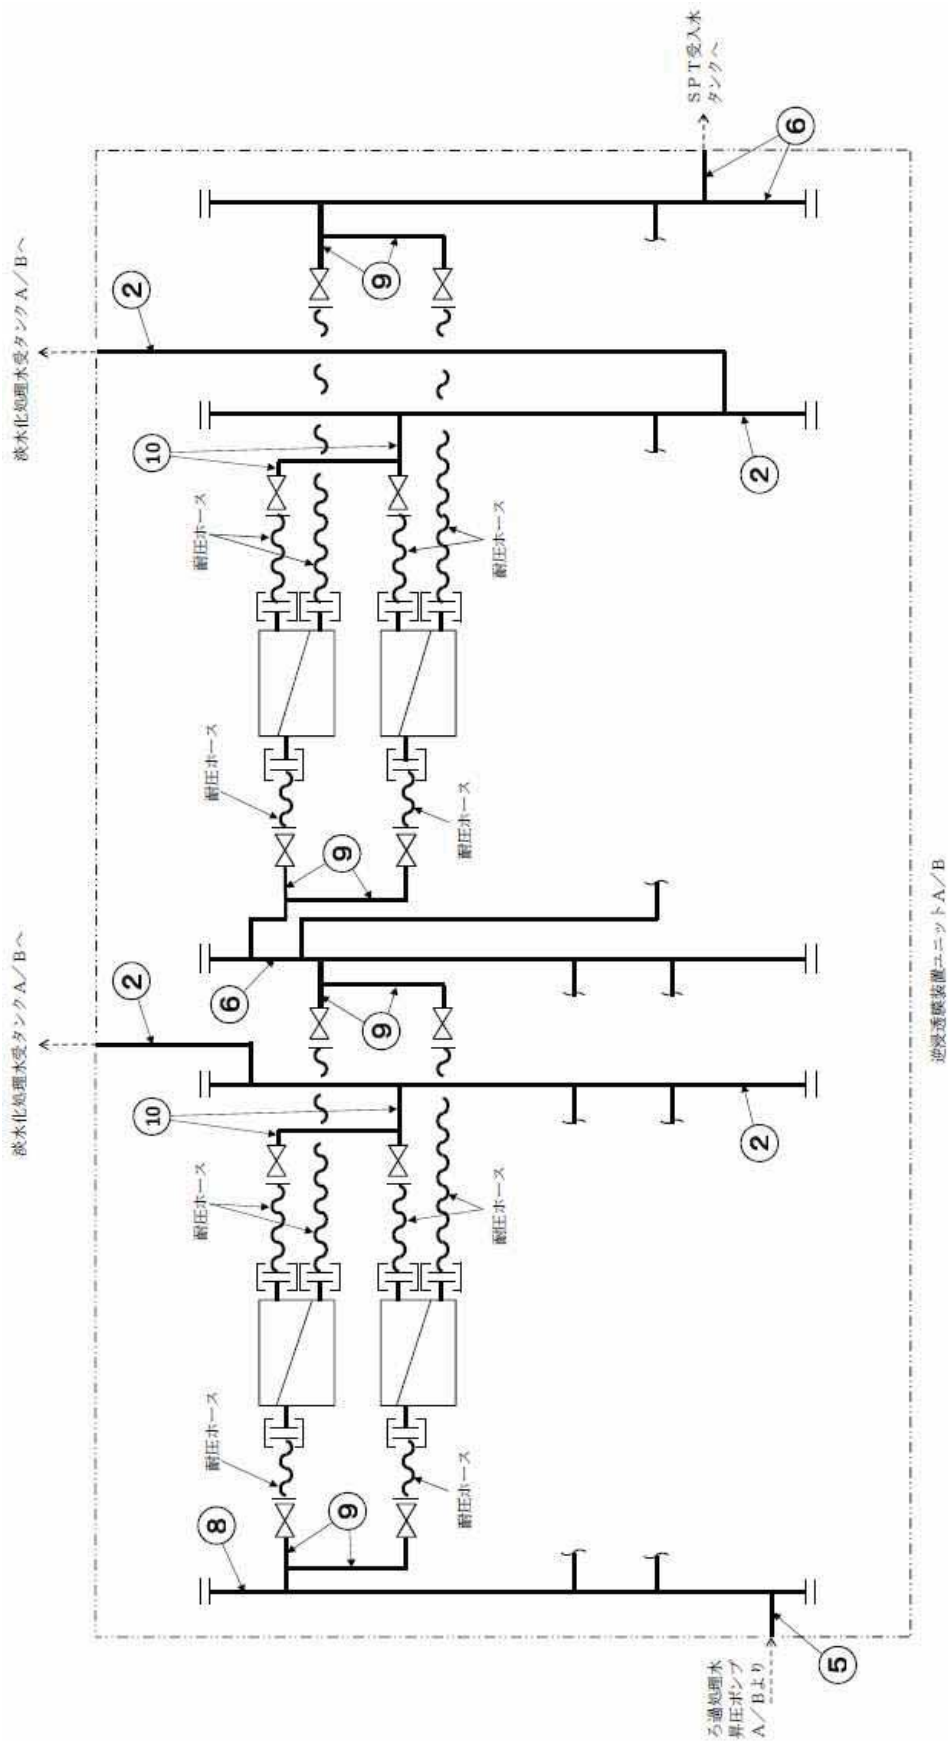 淡水化処理水受タンクA/Bへ
淡水化処理水受タンクA/Bへ
②
②
⑩
⑩
耐圧ホース
耐圧ホース
⑧
耐圧ホース
⑥
耐圧ホース
⑨
⑨
⑨
⑨
耐圧ホース
耐圧ホース
耐圧ホース
耐圧ホース
SPT受入水
タンクへ
ろ過処理水
昇圧ポンプ
A/Bより
②
②
⑥
⑤
逆浸透膜装置ユニットA/B